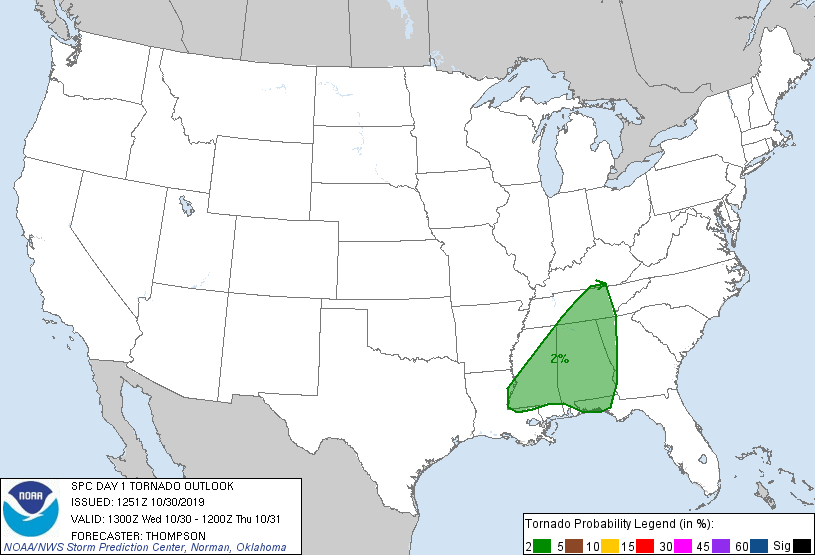 2%
SPC DAY 1 TORNADO OUTLOOK
ISSUED: 1251Z 10/30/2019
VALID: 1300Z Wed 10/30 - 1200Z Thu 10/31
FORECASTER: THOMPSON
NOAA/NWS Storm Prediction Center, Norman, Oklahoma
NOAA
Tornado Probability Legend (in %):
2 5 10 15 30 45 60 Sig